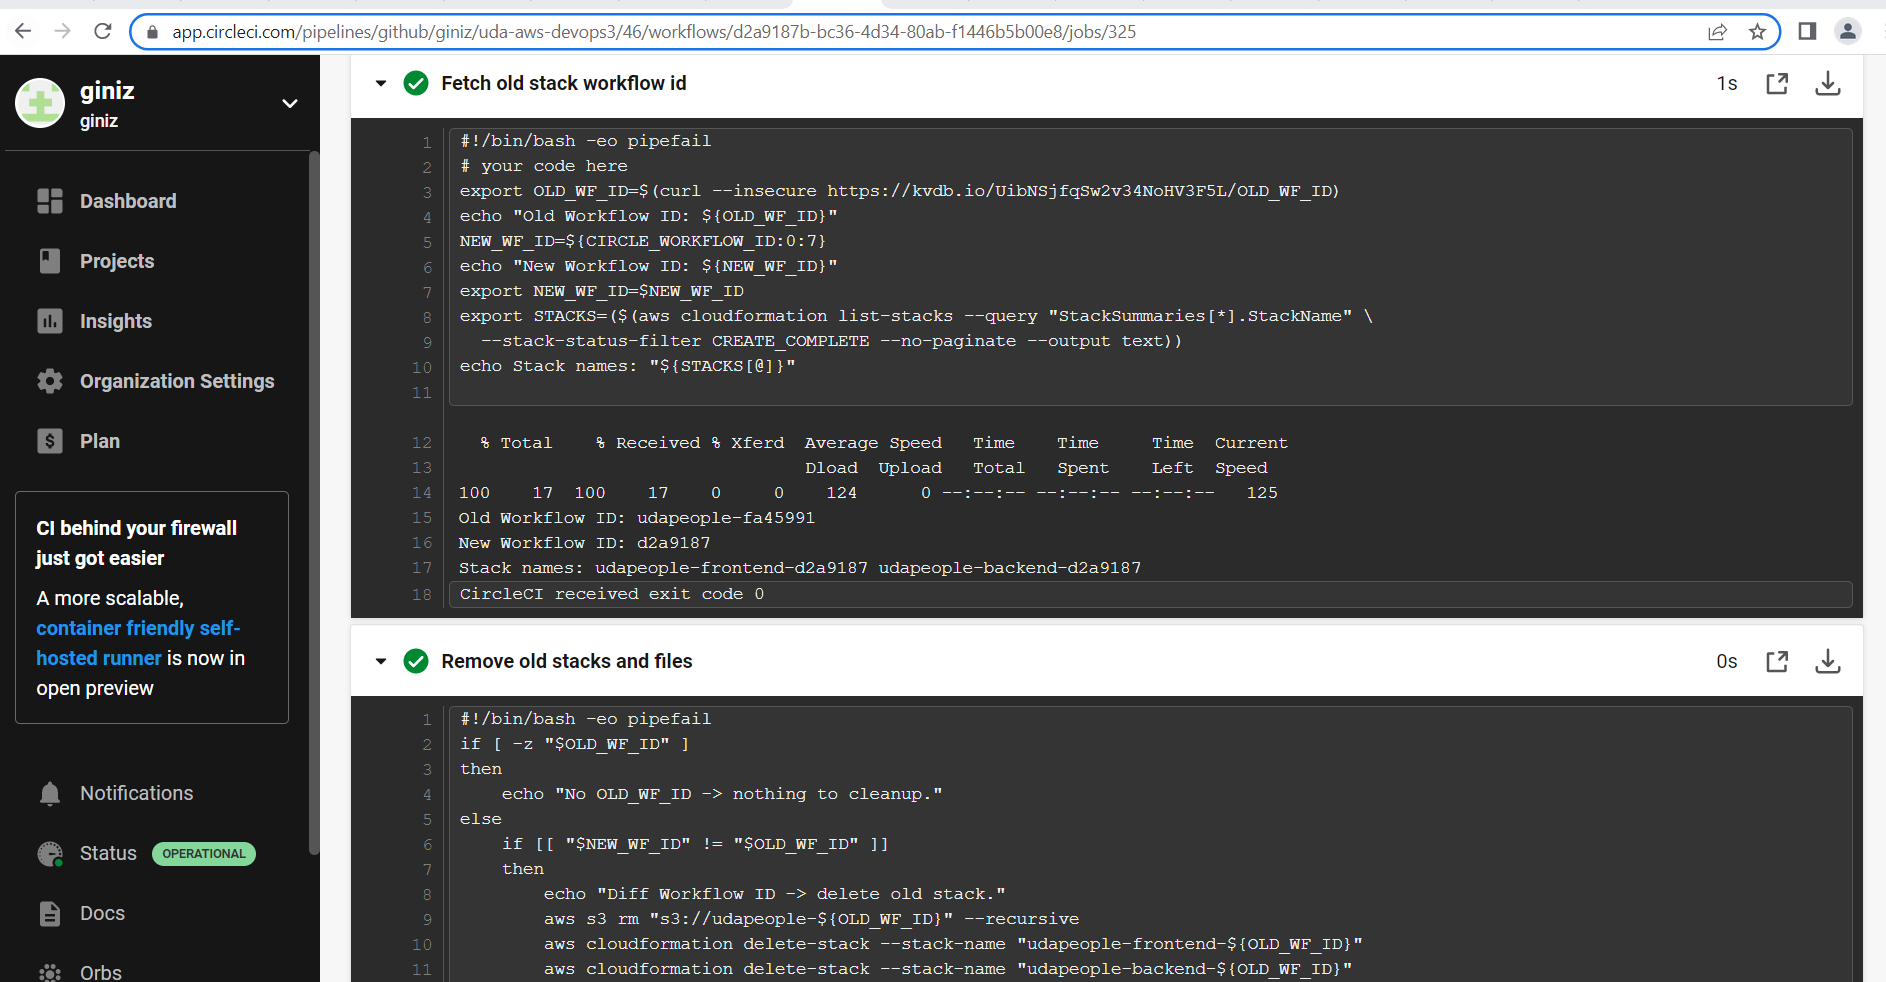 app.circleci.com/pipelines/github/giniz/uda-aws-devops3/46/workflows/d2a9187b-bc36-4d34-80ab-f1446b5b00e8/jobs/325
giniz
giniz
Dashboard
Projects
Insights
Organization Settings
Plan
CI behind your firewall
just got easier
A more scalable,
container friendly self-
hosted runner is now in
open preview
Notifications
Status OPERATIONAL
Docs
Orbs
Fetch old stack workflow id 1s
1 #!/bin/bash -eo pipefail
2 # your code here
3 export OLD_WF_ID=$(curl --insecure https://kvdb.io/UibNSjfqSw2v34NoHV3F5L/OLD_WF_ID)
4 echo "Old Workflow ID: ${OLD_WF_ID}"
5 NEW_WF_ID=${CIRCLE_WORKFLOW_ID:0:7}
6 echo "New Workflow ID: ${NEW_WF_ID}"
7 export NEW_WF_ID=$NEW_WF_ID
8 export STACKS=($(aws cloudformation list-stacks --query "StackSummaries[*].StackName" \
9 --stack-status-filter CREATE_COMPLETE --no-paginate --output text))
10 echo Stack names: "${STACKS[@]}"
11
12 % Total % Received % Xferd Average Speed Time Time Time Current
13 Dload Upload Total Spent Left Speed
14 100 17 100 17 0 0 124 0 --:--:-- --:--:-- --:--:-- 125
15 Old Workflow ID: udapeople-fa45991
16 New Workflow ID: d2a9187
17 Stack names: udapeople-frontend-d2a9187 udapeople-backend-d2a9187
18 CircleCI received exit code 0
Remove old stacks and files 0s
1 #!/bin/bash -eo pipefail
2 if [ -z "$OLD_WF_ID" ]
3 then
4 echo "No OLD_WF_ID -> nothing to cleanup."
5 else
6 if [[ "$NEW_WF_ID" != "$OLD_WF_ID" ]]
7 then
8 echo "Diff Workflow ID -> delete old stack."
9 aws s3 rm "s3://udapeople-${OLD_WF_ID}" --recursive
10 aws cloudformation delete-stack --stack-name "udapeople-frontend-${OLD_WF_ID}"
11 aws cloudformation delete-stack --stack-name "udapeople-backend-${OLD_WF_ID}"